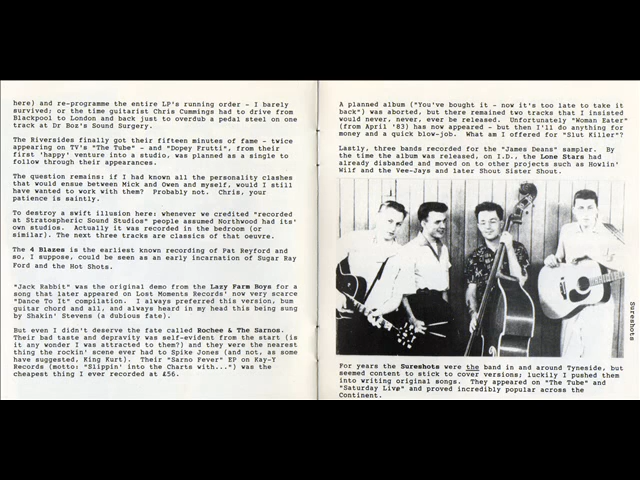 here) and re-programme the entire LP's running order - I barely
survived; or the time guitarist Chris Cummings had to drive from
Blackpool to London and back just to overdub a pedal steel on one
track at Dr Boz's Sound Surgery.
The Riversides finally got their fifteen minutes of fame - twice
appearing on TV's "The Tube" - and "Dopey Frutti", from their
first 'happy' venture into a studio, was planned as a single to
follow through their appearances.
The question remains: if I had known all the personality clashes
that would ensue between Mick and Owen and myself, would I still
have wanted to work with them?  Probably not.  Chris, your
patience is saintly.
To destroy a swift illusion here: whenever we credited "recorded
at Stratospheric Sound Studios" people assumed Northwood had its'
own studios.  Actually it was recorded in the bedroom (or
similar). The next three tracks are classics of that oeuvre.
The 4 Blazes is the earliest known recording of Pat Reyford and
so, I suppose, could be seen as an early incarnation of Sugar Ray
Ford and the Hot Shots.
"Jack Rabbit" was the original demo from the Lazy Farm Boys for a
song that later appeared on Lost Moments Records' now very scarce
"Dance To It" compilation.  I always preferred this version, bum
guitar chord and all, and always heard in my head this being sung
by Shakin' Stevens (a dubious fate).
But even I didn't deserve the fate called Rochee & The Sarnos.
Their bad taste and depravity was self-evident from the start (is
it any wonder I was attracted to them?) and they were the nearest
thing the rockin' scene ever had to Spike Jones (and not, as some
have suggested, King Kurt).  Their "Sarno Fever" EP on Kay-Y
Records (motto: "Slippin' into the Charts with...") was the
cheapest thing I ever recorded at £56.
A planned album ("You've bought it - now it's too late to take it
back") was aborted, but there remained two tracks that I insisted
would never, never, ever be released.  Unfortunately "Woman Eater"
(from April '83) has now appeared - but then I'll do anything for
money and a quick blow-job.  What am I offered for "Slut Killer"?
Lastly, three bands recorded for the "James Deans" sampler.  By
the time the album was released, on I.D., the Lone Stars had
already disbanded and moved on to other projects such as Howlin'
Wilf and the Vee-Jays and later Shout Sister Shout.
Sureshots
For years the Sureshots were the band in and around Tyneside, but
seemed content to stick to cover versions; luckily I pushed them
into writing original songs.  They appeared on "The Tube" and
"Saturday Live" and proved incredibly popular across the
Continent.